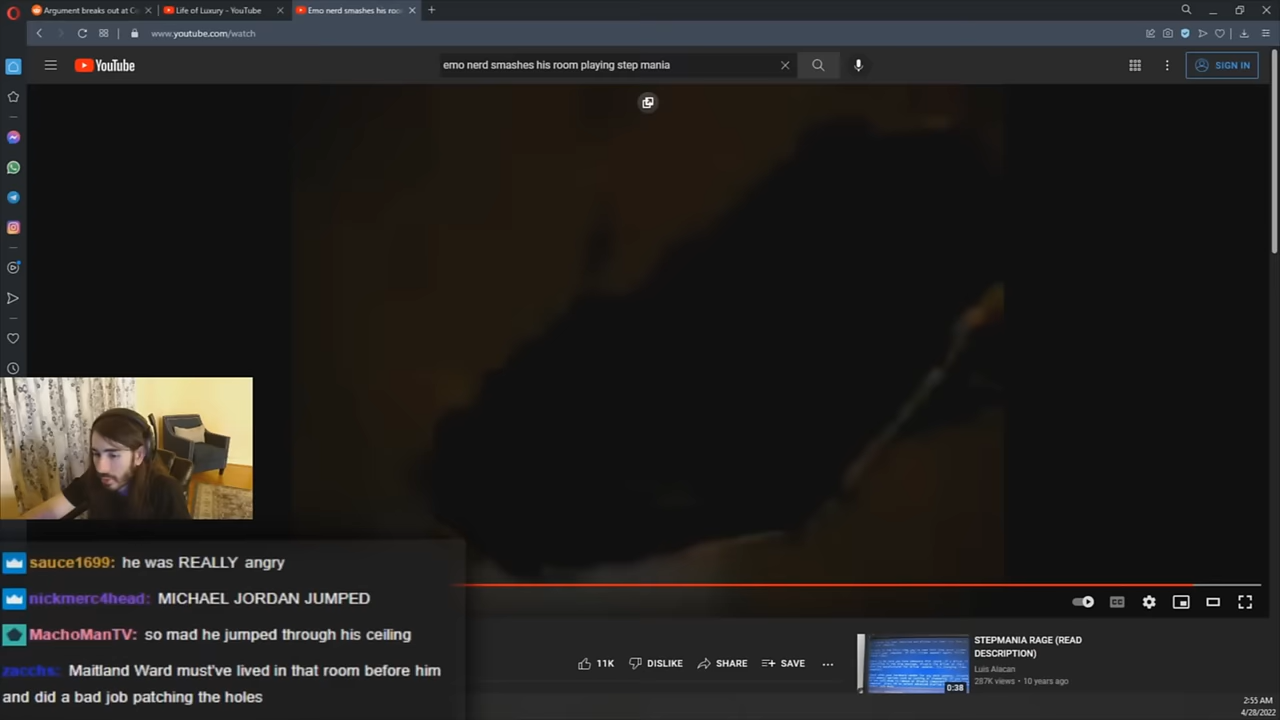 Argument breaks out at C
Life of Luxury - YouTube
Emo nerd smashes his roo
www.youtube.com/watch
YouTube
emo nerd smashes his room playing step mania
SIGN IN
sauce1699: he was REALLY angry
nickmerc4head: MICHAEL JORDAN JUMPED
MachoManTV: so mad he jumped through his ceiling
zacchs: Maitland Ward must've lived in that room before him
and did a bad job patching the holes
11K
DISLIKE
SHARE
SAVE
STEPMANIA RAGE (READ
DESCRIPTION)
Luis Alacan
287K views • 10 years ago
0:38
2:55 AM
4/28/2022